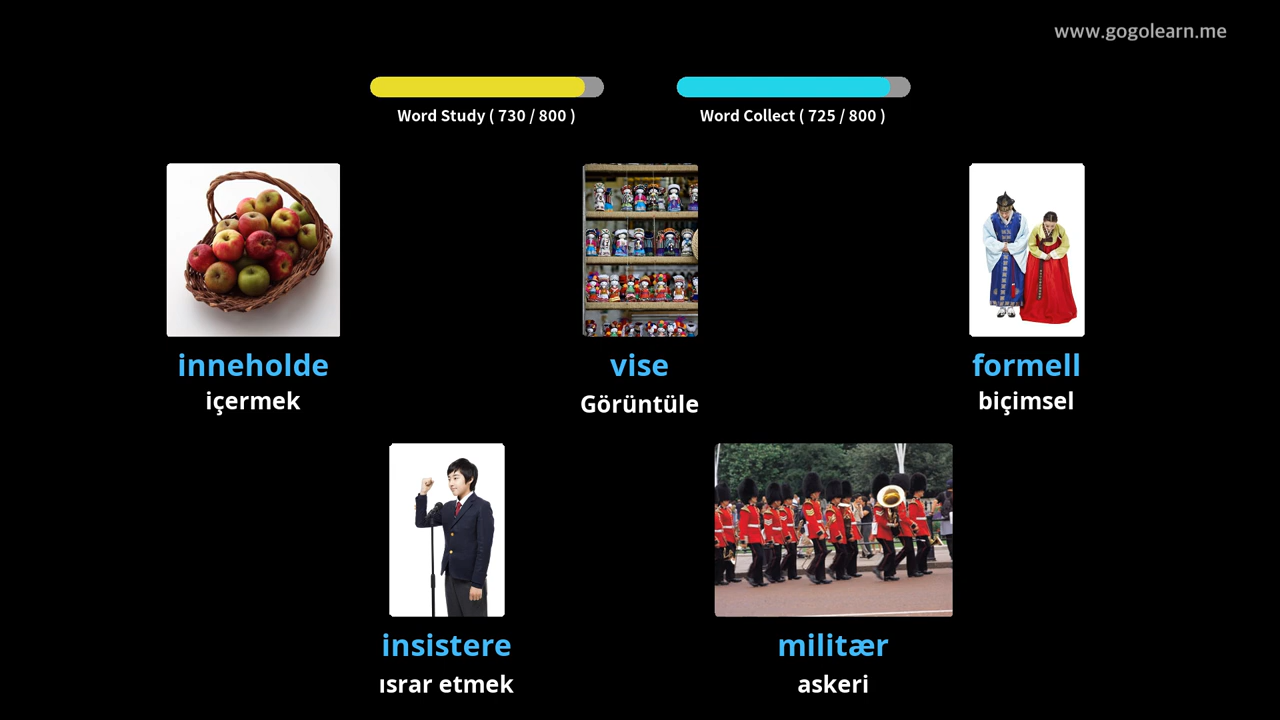 www.gogolearn.me
Word Study ( 730 / 800 )
Word Collect ( 725 / 800 )
inneholde
içermek
vise
Görüntüle
formell
biçimsel
insistere
ısrar etmek
militær
askeri